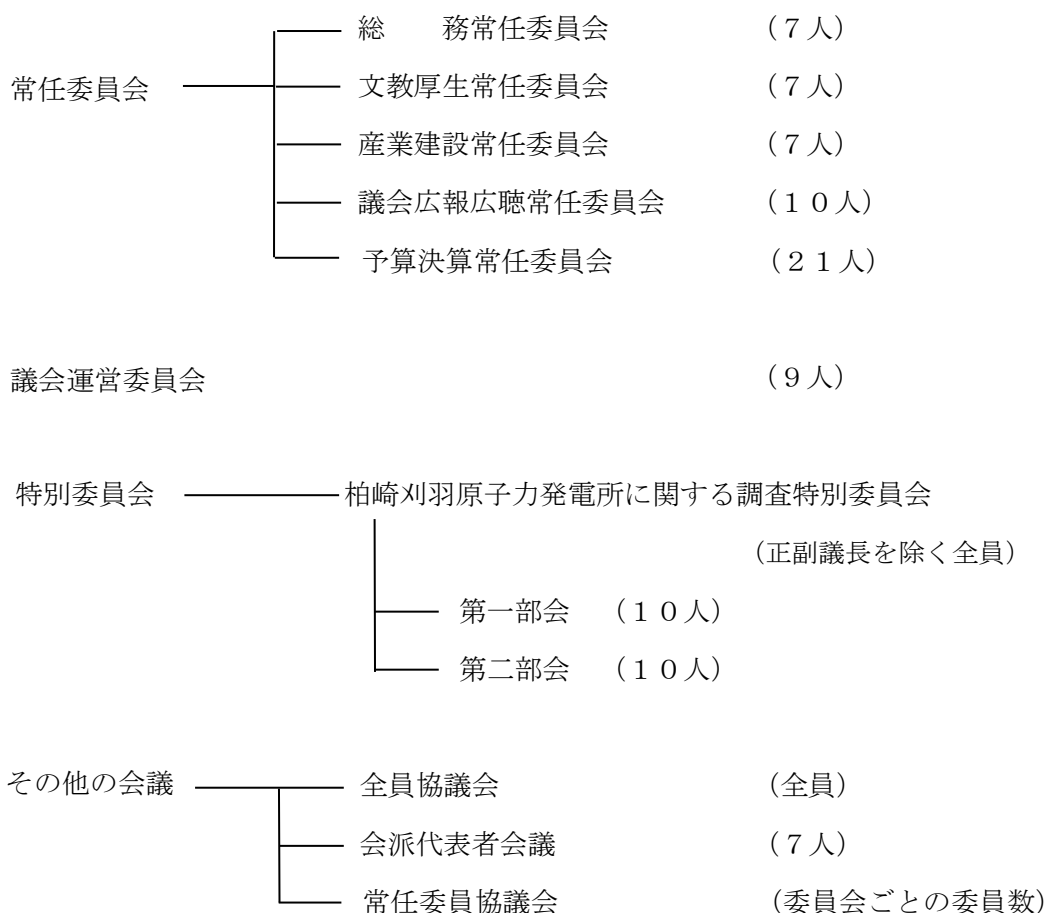 総　　務常任委員会　（７人）
常任委員会　文教厚生常任委員会　（７人）
産業建設常任委員会　（７人）
議会広報広聴常任委員会　（１０人）
予算決算常任委員会　（２１人）
議会運営委員会　（９人）
特別委員会　柏崎刈羽原子力発電所に関する調査特別委員会
（正副議長を除く全員）
第一部会　（１０人）
第二部会　（１０人）
その他の会議　全員協議会　（全員）
会派代表者会議　（７人）
常任委員協議会　（委員会ごとの委員数）